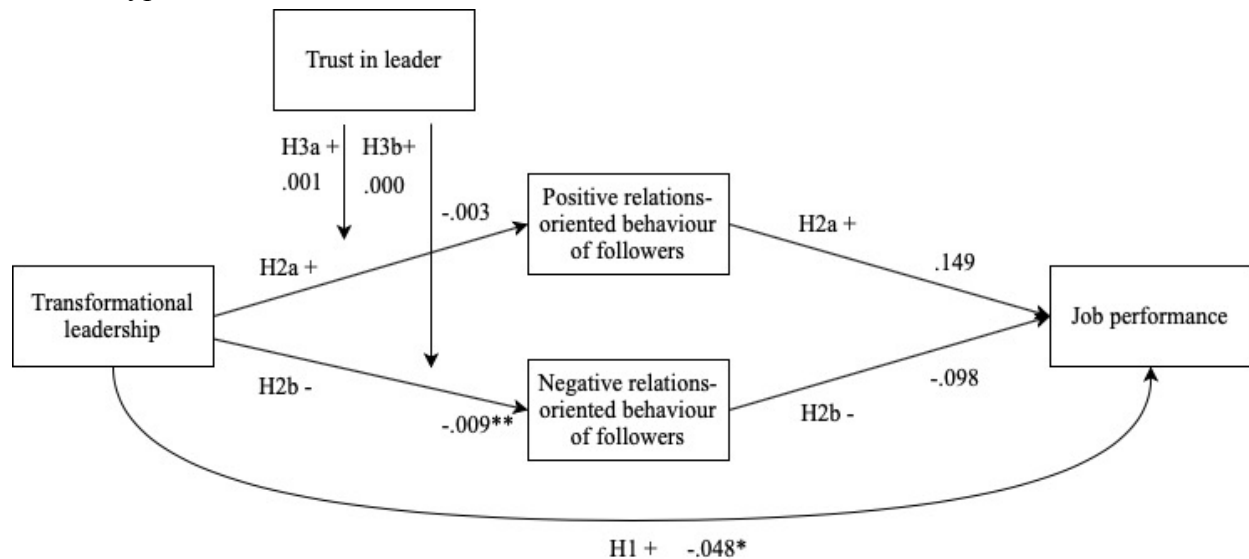 Trust in leader
H3a +
.001
H3b+
.000
-.003
Positive relations-
oriented behaviour
of followers
H2a +
.149
H2a +
Transformational
leadership
Job performance
H2b -
-.009**
Negative relations-
oriented behaviour
of followers
-.098
H2b -
H1 + -.048*